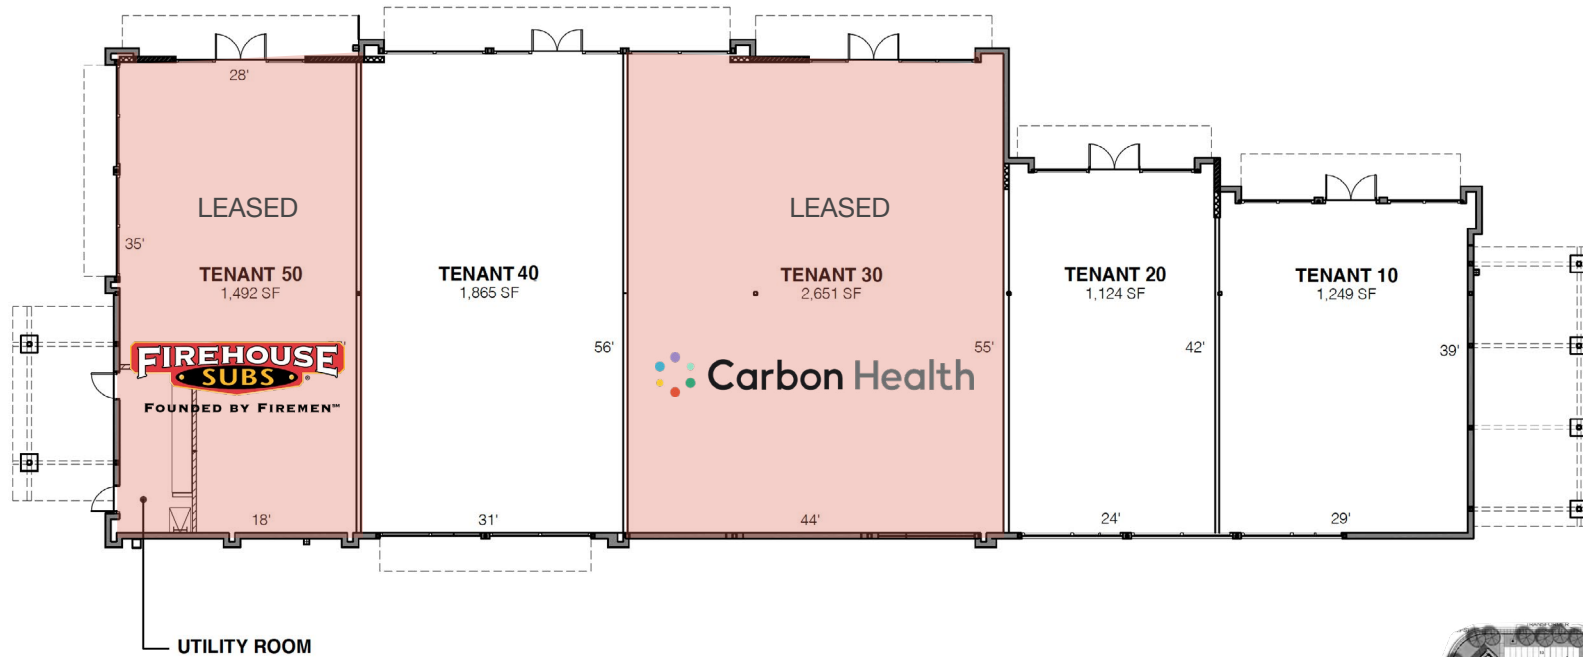 28'
LEASED
LEASED
35'
TENANT 50
1,492 SF
TENANT 40
1,865 SF
TENANT 30
2,651 SF
TENANT 20
1,124 SF
TENANT 10
1,249 SF
FIREHOUSE
SUBS
®
FOUNDED BY FIREMEN℠
56'
Carbon Health
55'
42'
39'
18'
31'
44'
24'
29'
UTILITY ROOM